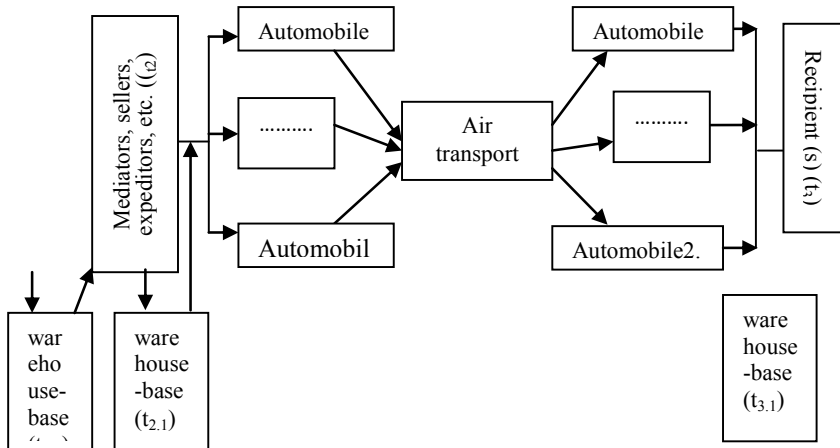 Mediators, sellers,
expeditors, etc. ((t2)
Automobile
..........
Automobil
Air
transport
Automobile
..........
Automobile2.
Recipient (s) (t3)
war
eho
use-
base
ware
house
-base
(t2.1)
ware
house
-base
(t3.1)